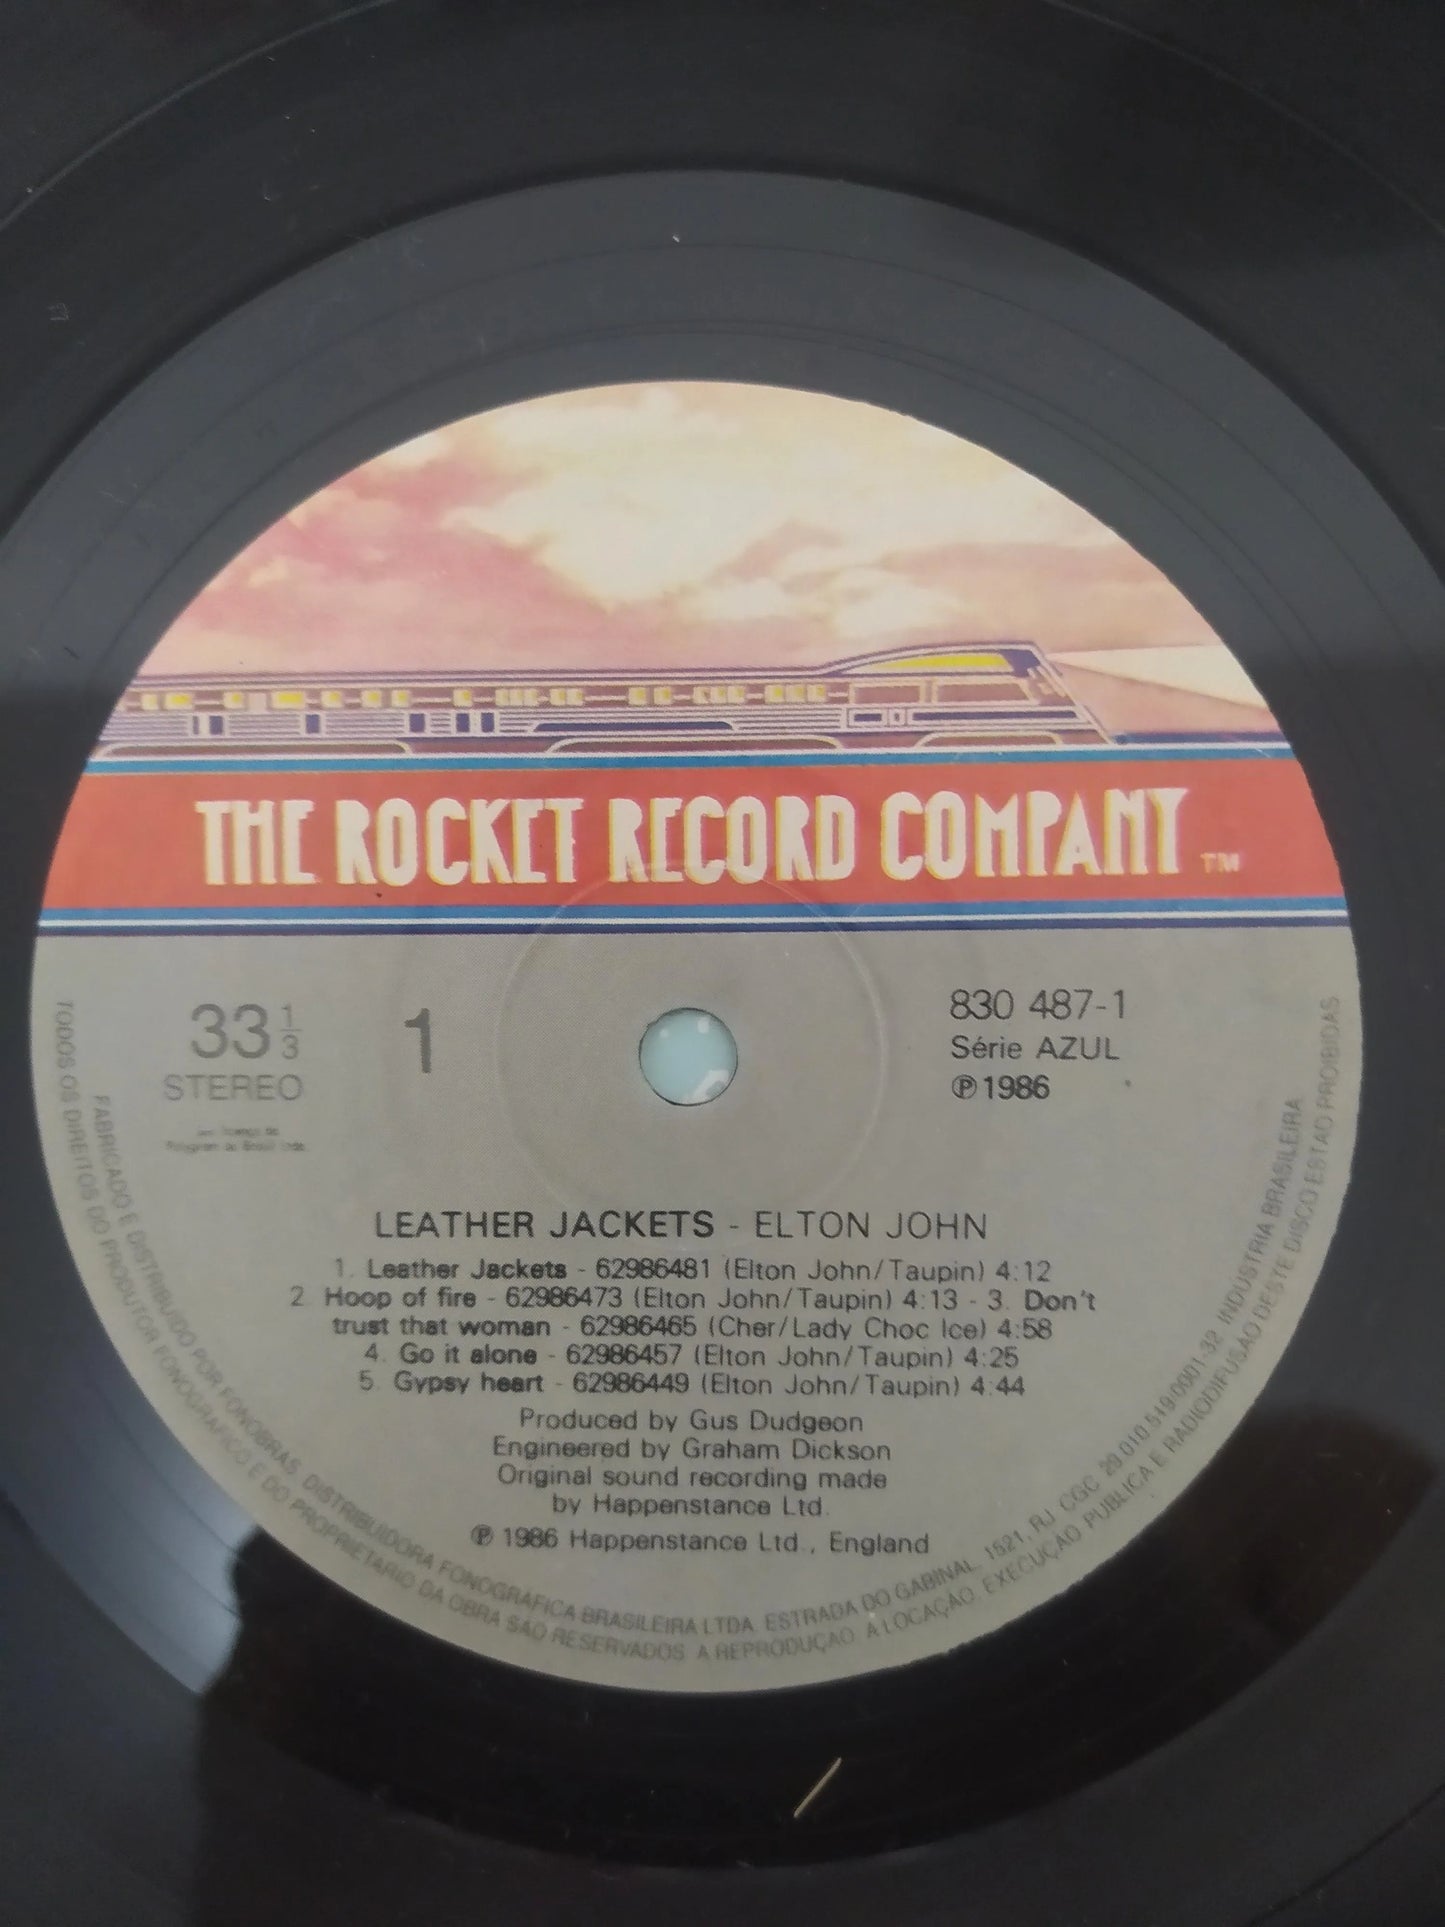 THE ROCKET RECORD COMPANY TM
33 1/3
STEREO
1
830 487-1
Série AZUL
℗ 1986
LEATHER JACKETS - ELTON JOHN
1. Leather Jackets - 62986481 (Elton John/Taupin) 4:12
2. Hoop of fire - 62986473 (Elton John/Taupin) 4:13 - 3. Don't
trust that woman - 62986465 (Cher/Lady Choc Ice) 4:58
4. Go it alone - 62986457 (Elton John/Taupin) 4:25
5. Gypsy heart - 62986449 (Elton John/Taupin) 4:44
Produced by Gus Dudgeon
Engineered by Graham Dickson
Original sound recording made
by Happenstance Ltd.
℗ 1986 Happenstance Ltd., England
FABRICADO E DISTRIBUIDO POR FONOBRAS. DISTRIBUIDORA FONOGRÁFICA BRASILEIRA LTDA. ESTRADA DO GABINAL, 1521, RJ. CGC 29.010.519.0001-32. INDÚSTRIA BRASILEIRA
TODOS OS DIREITOS DO PRODUTOR FONOGRÁFICO E DO PROPRIETARIO DA OBRA SÃO RESERVADOS. A REPRODUÇÃO. A LOCAÇÃO. EXECUÇÃO PUBLICA E RADIODIFUSÃO DESTE DISCO ESTÃO PROIBIDAS